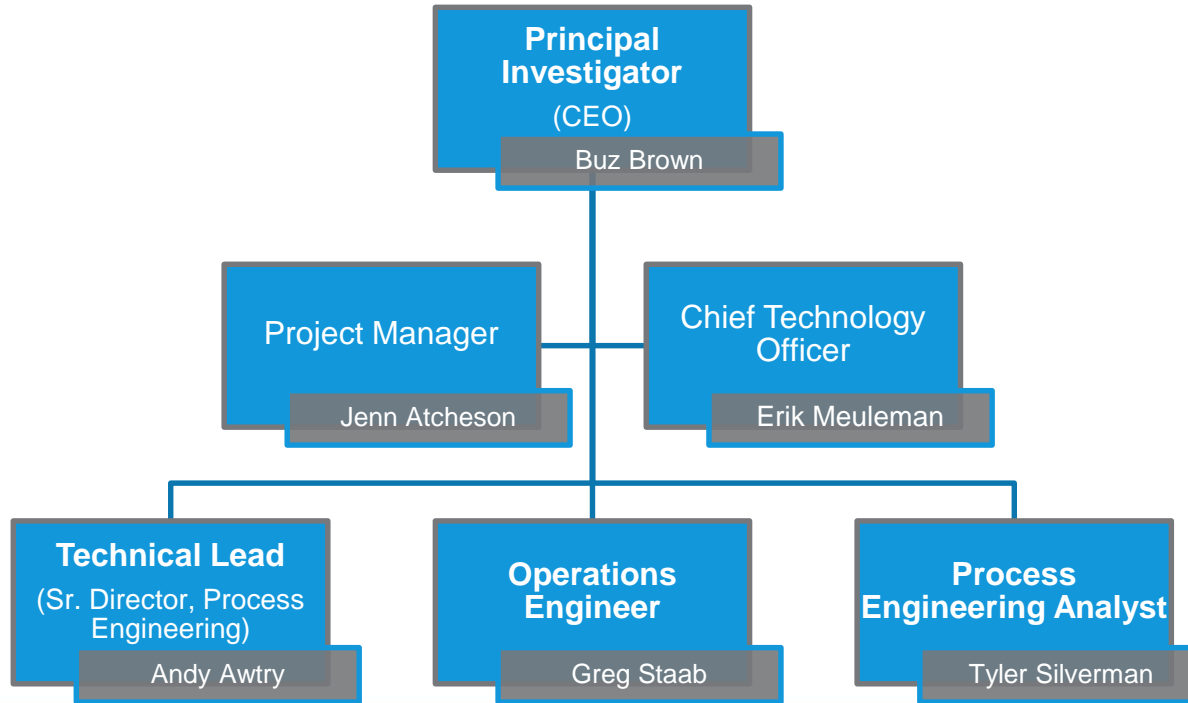 Principal
Investigator
(CEO)
Buz Brown
Project Manager
Jenn Atcheson
Chief Technology
Officer
Erik Meuleman
Technical Lead
(Sr. Director, Process
Engineering)
Andy Awtry
Operations
Engineer
Greg Staab
Process
Engineering Analyst
Tyler Silverman